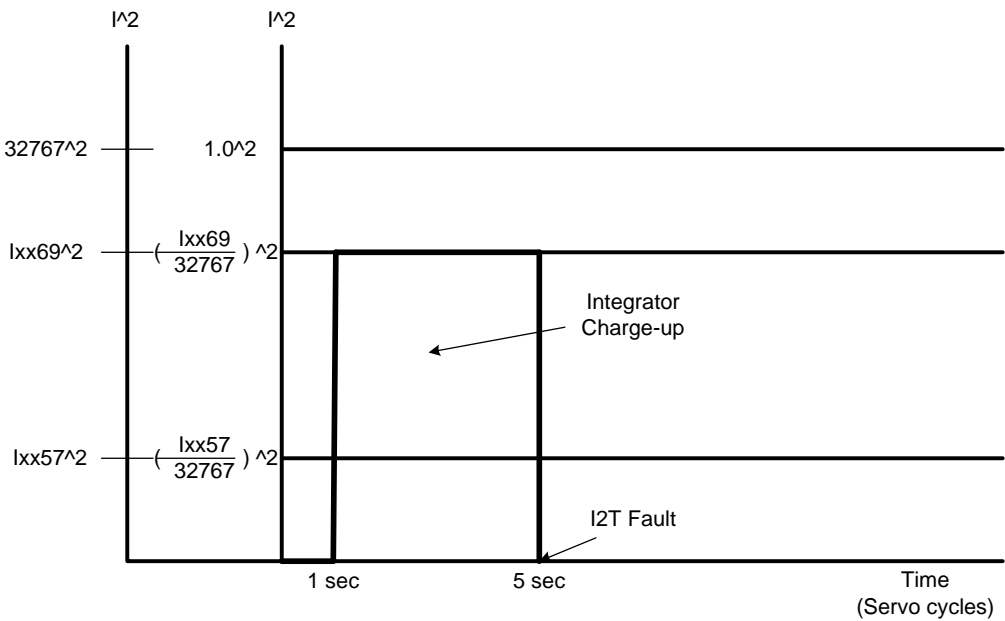 I^2 I^2
32767^2 1.0^2
Ixx69^2 ( Ixx69 / 32767 ) ^2
Integrator
Charge-up
Ixx57^2 ( Ixx57 / 32767 ) ^2
I2T Fault
1 sec 5 sec Time
(Servo cycles)